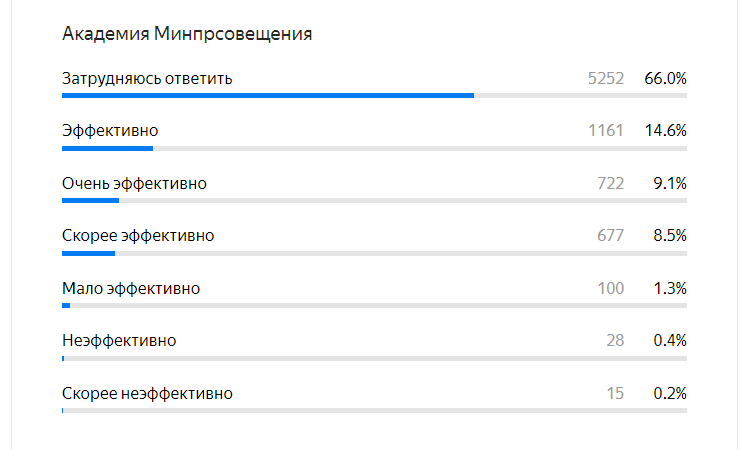 Академия Минпрсовещения
Затрудняюсь ответить 5252 66.0%
Эффективно 1161 14.6%
Очень эффективно 722 9.1%
Скорее эффективно 677 8.5%
Мало эффективно 100 1.3%
Неэффективно 28 0.4%
Скорее неэффективно 15 0.2%